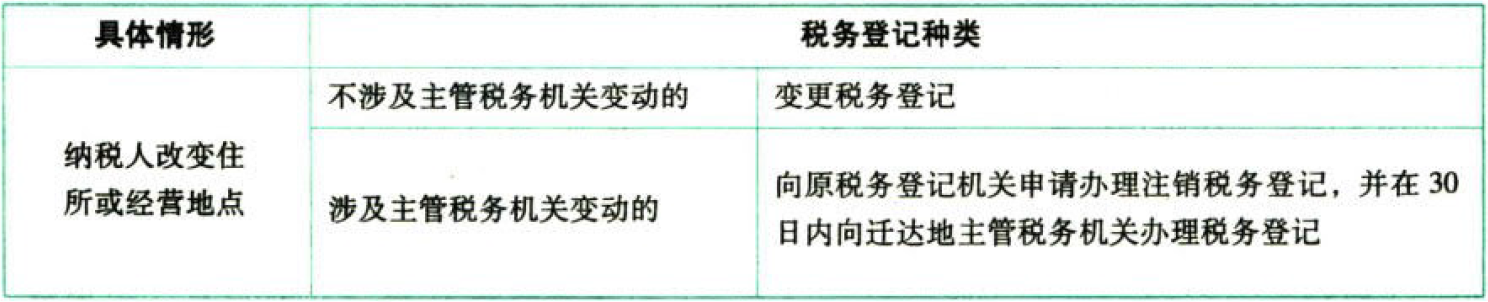 具体情形
税务登记种类
纳税人改变住
所或经营地点
不涉及主管税务机关变动的
变更税务登记
涉及主管税务机关变动的
向原税务登记机关申请办理注销税务登记，并在 30
日内向迁达地主管税务机关办理税务登记